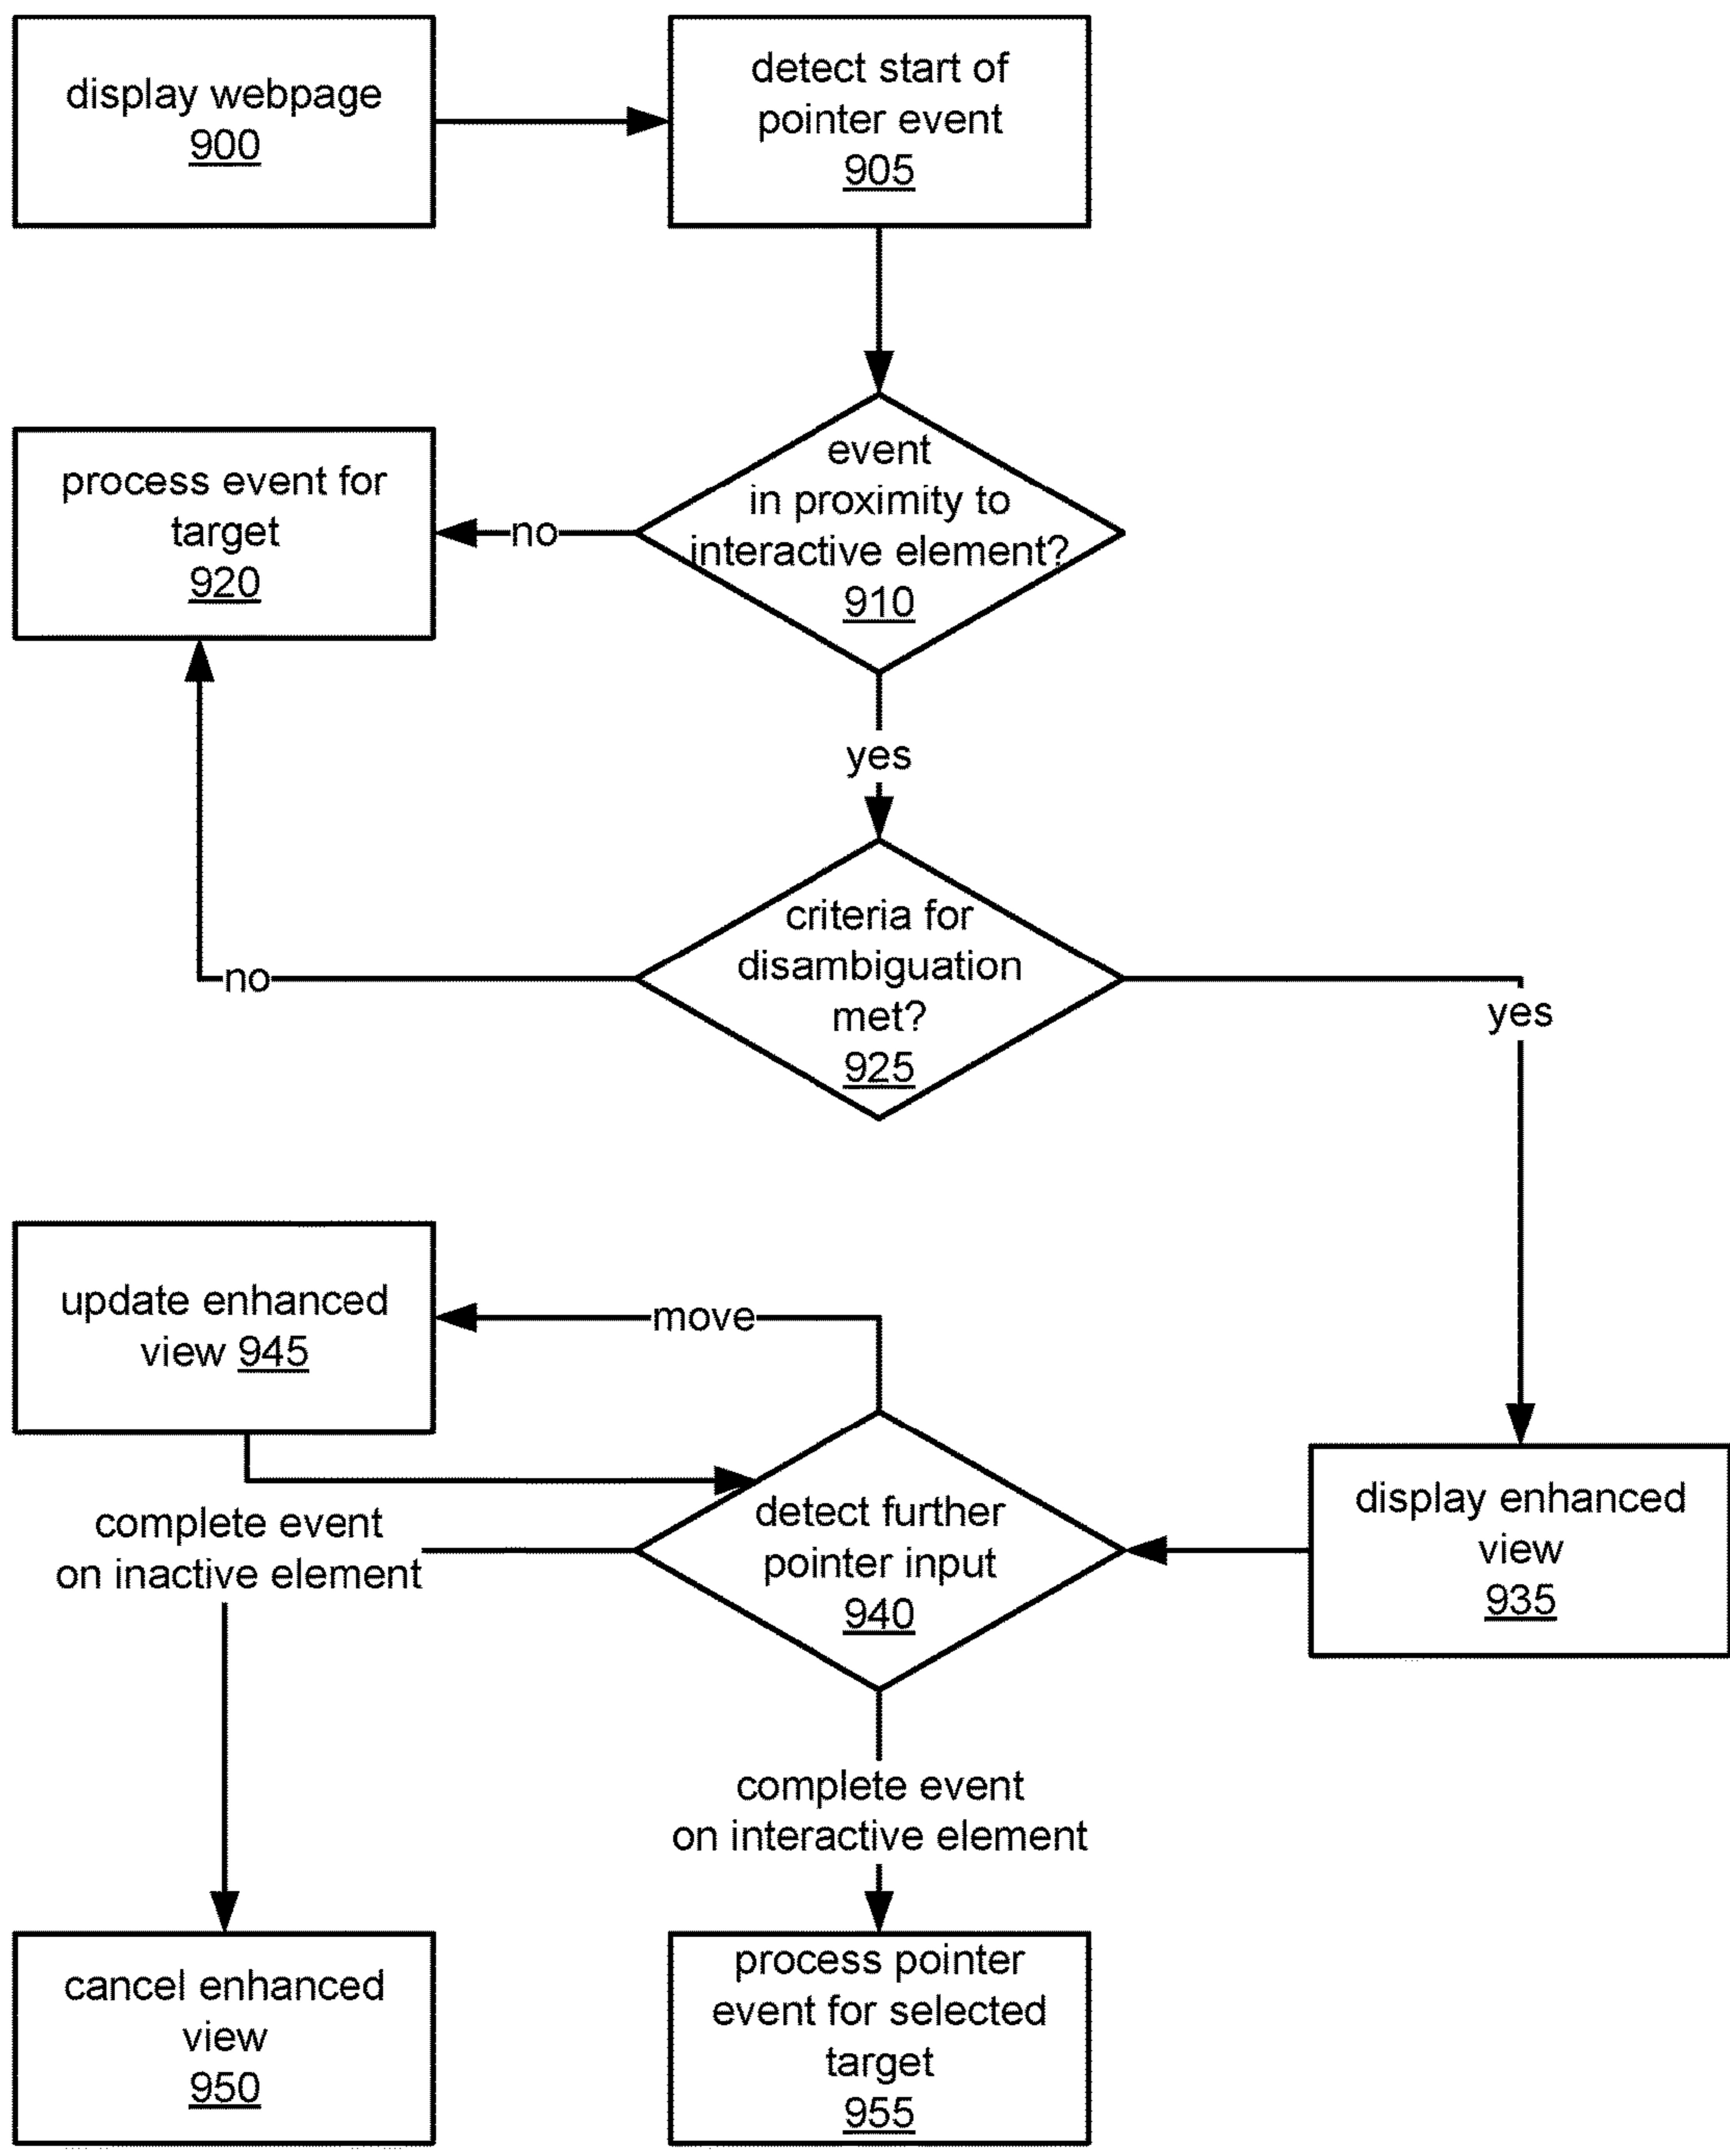 display webpage
900
detect start of
pointer event
905
event
in proximity to
interactive element?
910
no
process event for
target
920
yes
criteria for
disambiguation
met?
925
no
yes
update enhanced
view 945
move
complete event
on inactive element
detect further
pointer input
940
display enhanced
view
935
complete event
on interactive element
cancel enhanced
view
950
process pointer
event for selected
target
955